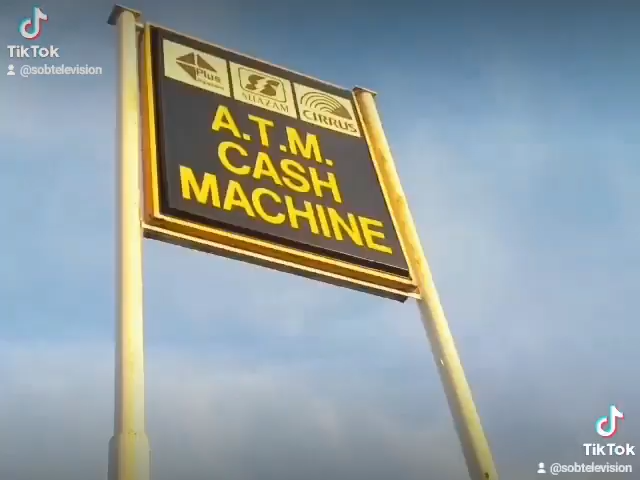 TikTok
@sobtelevision
Plus
SHAZAM
CIRRUS
A.T.M.
CASH
MACHINE
TikTok
@sobtelevision